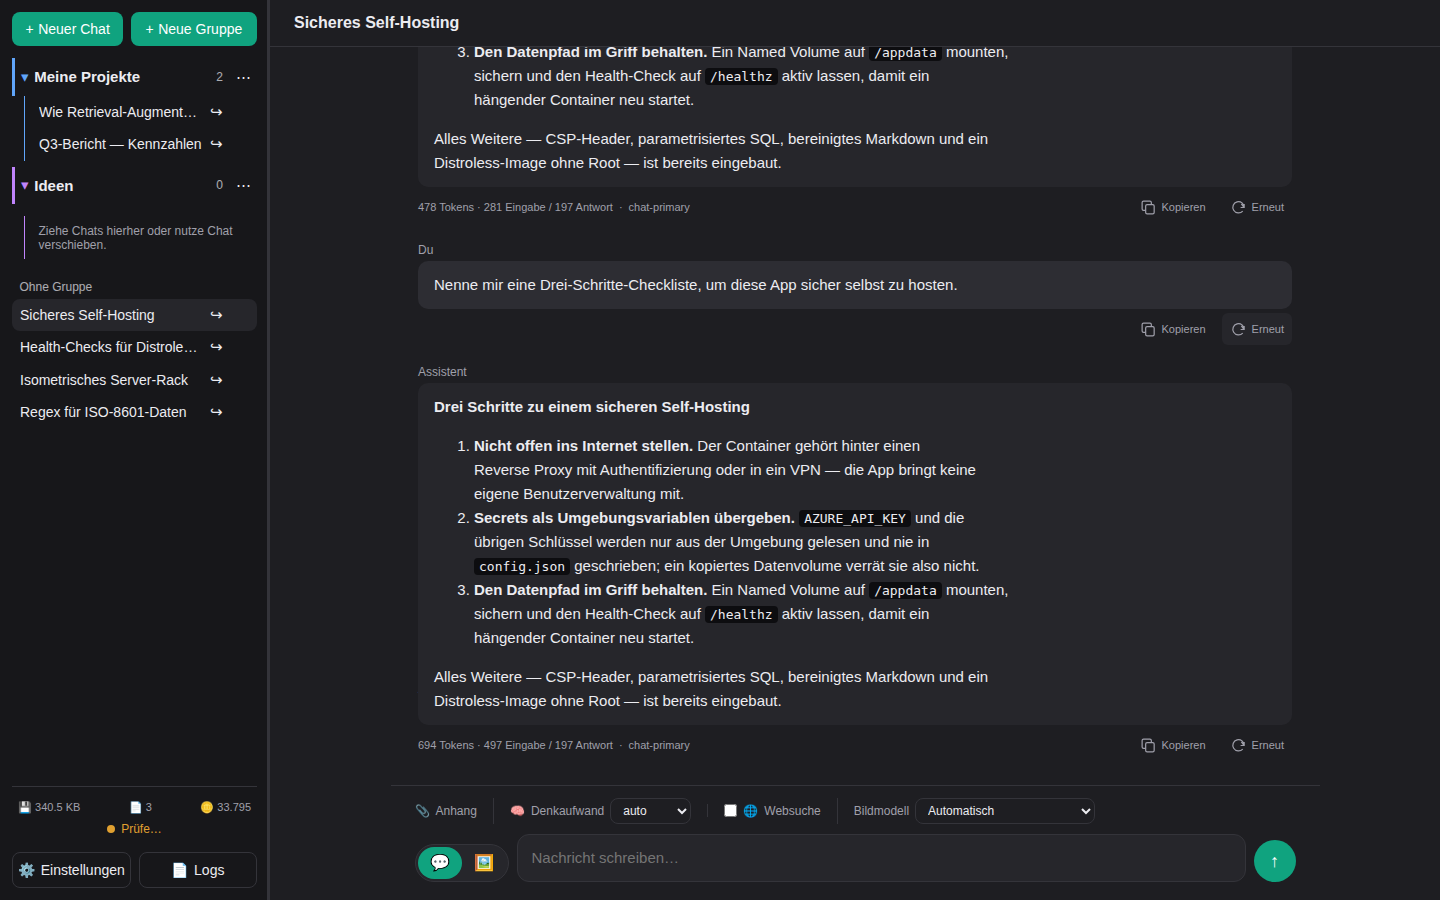 + Neuer Chat
+ Neue Gruppe
Meine Projekte 2 ⋯
Wie Retrieval-Augment…
Q3-Bericht — Kennzahlen
Ideen 0 ⋯
Ziehe Chats hierher oder nutze Chat
verschieben.
Ohne Gruppe
Sicheres Self-Hosting
Health-Checks für Distrole…
Isometrisches Server-Rack
Regex für ISO-8601-Daten
340.5 KB 3 33.795
Prüfe…
Einstellungen
Logs
Sicheres Self-Hosting
3. Den Datenpfad im Griff behalten. Ein Named Volume auf /appdata mounten,
sichern und den Health-Check auf /healthz aktiv lassen, damit ein
hängender Container neu startet.
Alles Weitere — CSP-Header, parametrisiertes SQL, bereinigtes Markdown und ein
Distroless-Image ohne Root — ist bereits eingebaut.
478 Tokens · 281 Eingabe / 197 Antwort · chat-primary
Kopieren Erneut
Du
Nenne mir eine Drei-Schritte-Checkliste, um diese App sicher selbst zu hosten.
Kopieren Erneut
Assistent
Drei Schritte zu einem sicheren Self-Hosting
1. Nicht offen ins Internet stellen. Der Container gehört hinter einen
Reverse Proxy mit Authentifizierung oder in ein VPN — die App bringt keine
eigene Benutzerverwaltung mit.
2. Secrets als Umgebungsvariablen übergeben. AZURE_API_KEY und die
übrigen Schlüssel werden nur aus der Umgebung gelesen und nie in
config.json geschrieben; ein kopiertes Datenvolume verrät sie also nicht.
3. Den Datenpfad im Griff behalten. Ein Named Volume auf /appdata mounten,
sichern und den Health-Check auf /healthz aktiv lassen, damit ein
hängender Container neu startet.
Alles Weitere — CSP-Header, parametrisiertes SQL, bereinigtes Markdown und ein
Distroless-Image ohne Root — ist bereits eingebaut.
694 Tokens · 497 Eingabe / 197 Antwort · chat-primary
Kopieren Erneut
Anhang Denkaufwand auto Websuche Bildmodell Automatisch
Nachricht schreiben…